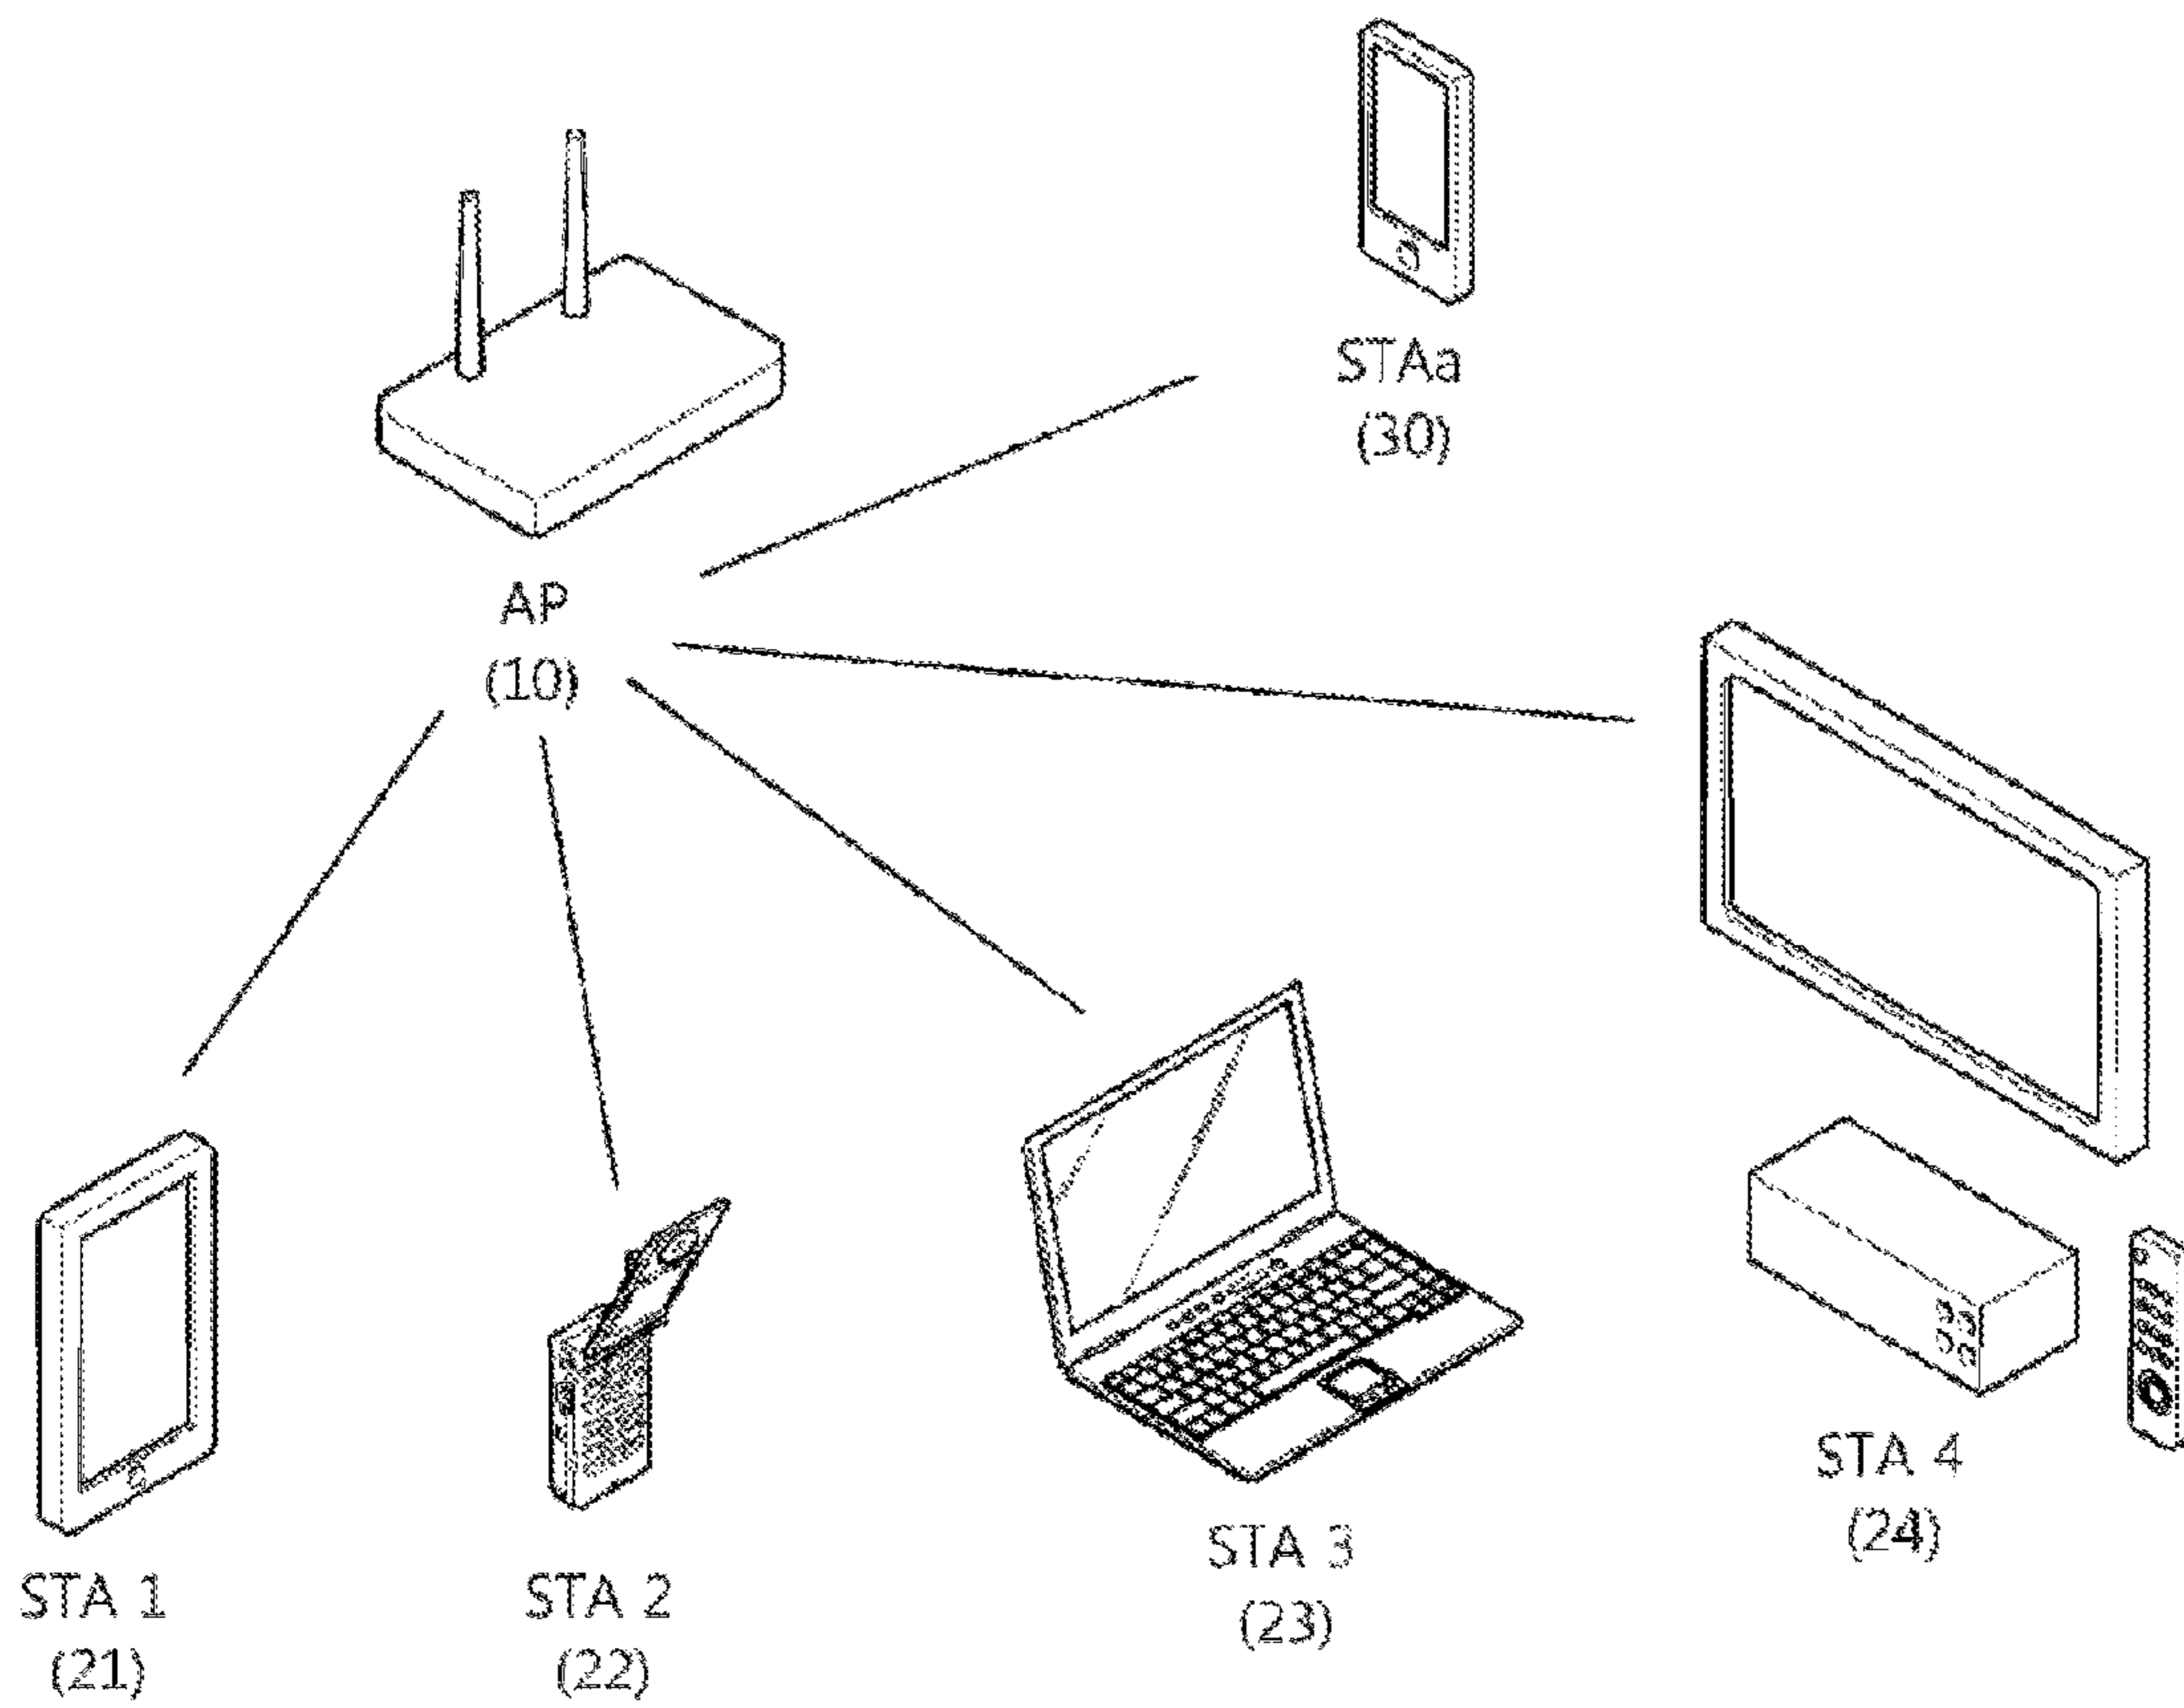 STAa
(30)
AP
(10)
STA 4
(24)
STA 3
(23)
STA 1
(21)
STA 2
(22)